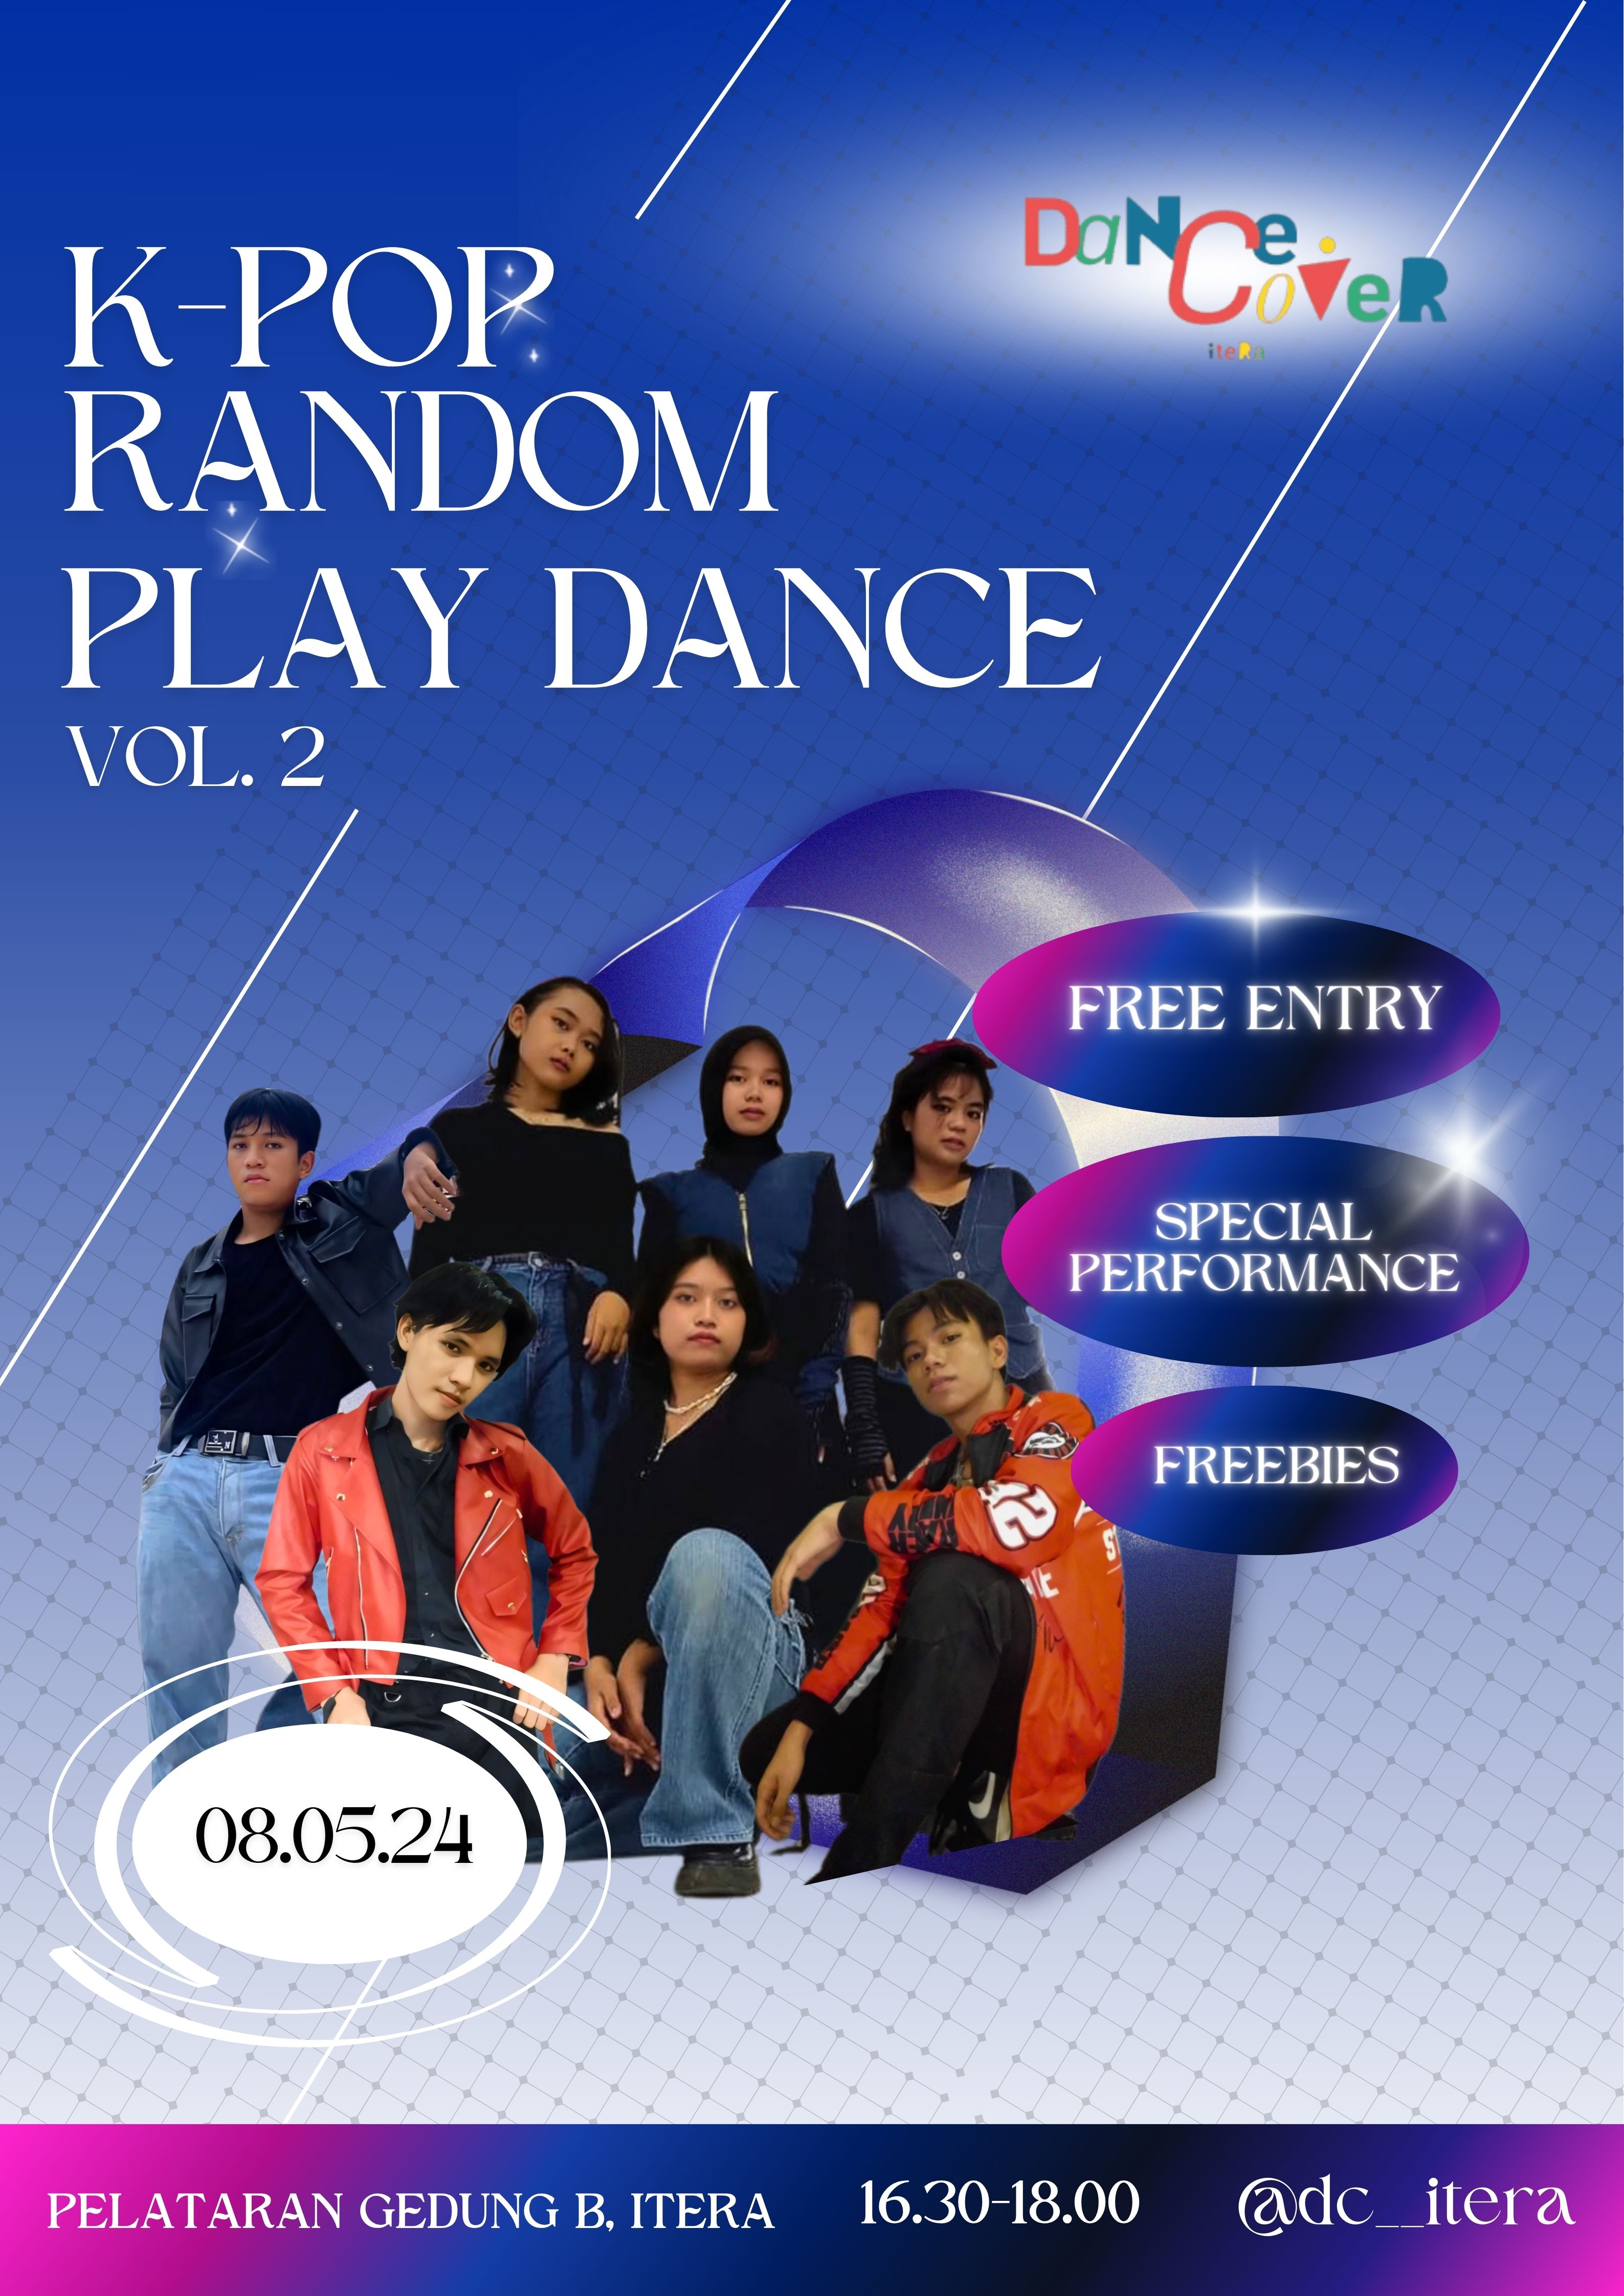 DaNCe
CoveR
iteRa
K-POP
RANDOM
PLAY DANCE
VOL. 2
FREE ENTRY
SPECIAL
PERFORMANCE
FREEBIES
08.05.24
PELATARAN GEDUNG B, ITERA
16.30-18.00
@dc__itera